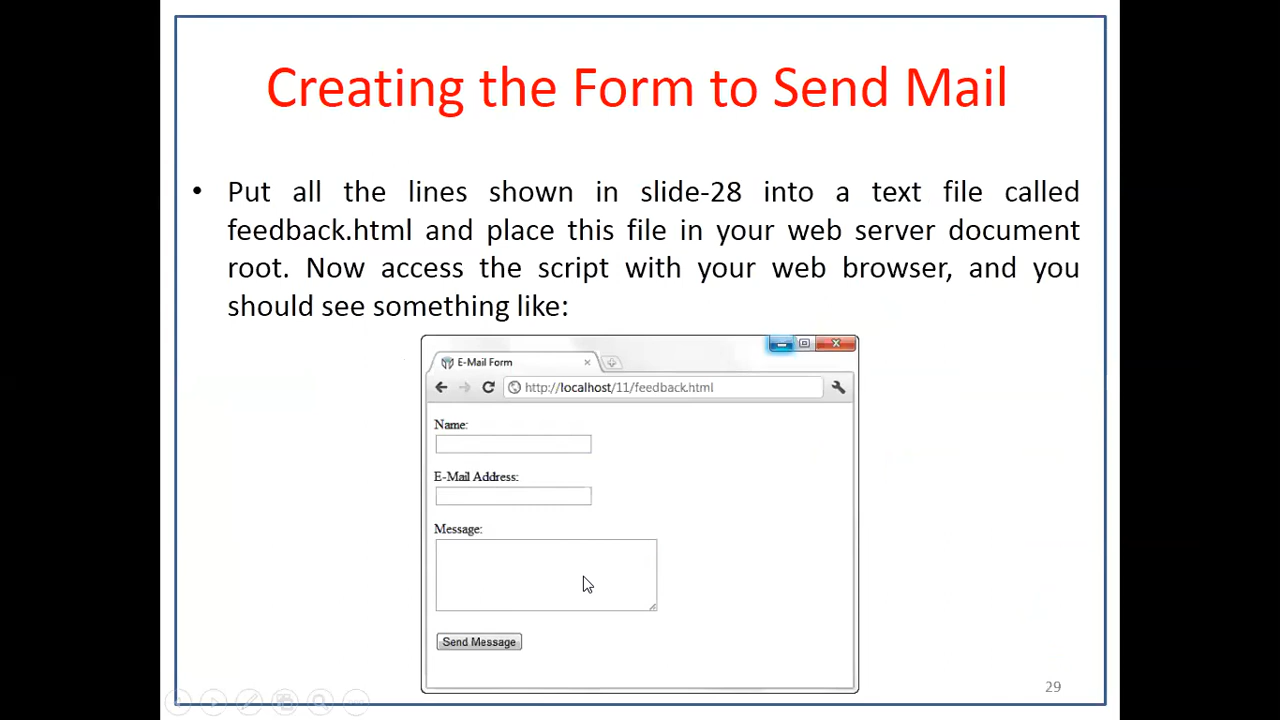 Creating the Form to Send Mail
• Put all the lines shown in slide-28 into a text file called
feedback.html and place this file in your web server document
root. Now access the script with your web browser, and you
should see something like:
E-Mail Form
http://localhost/11/feedback.html
Name:
E-Mail Address:
Message:
Send Message
29